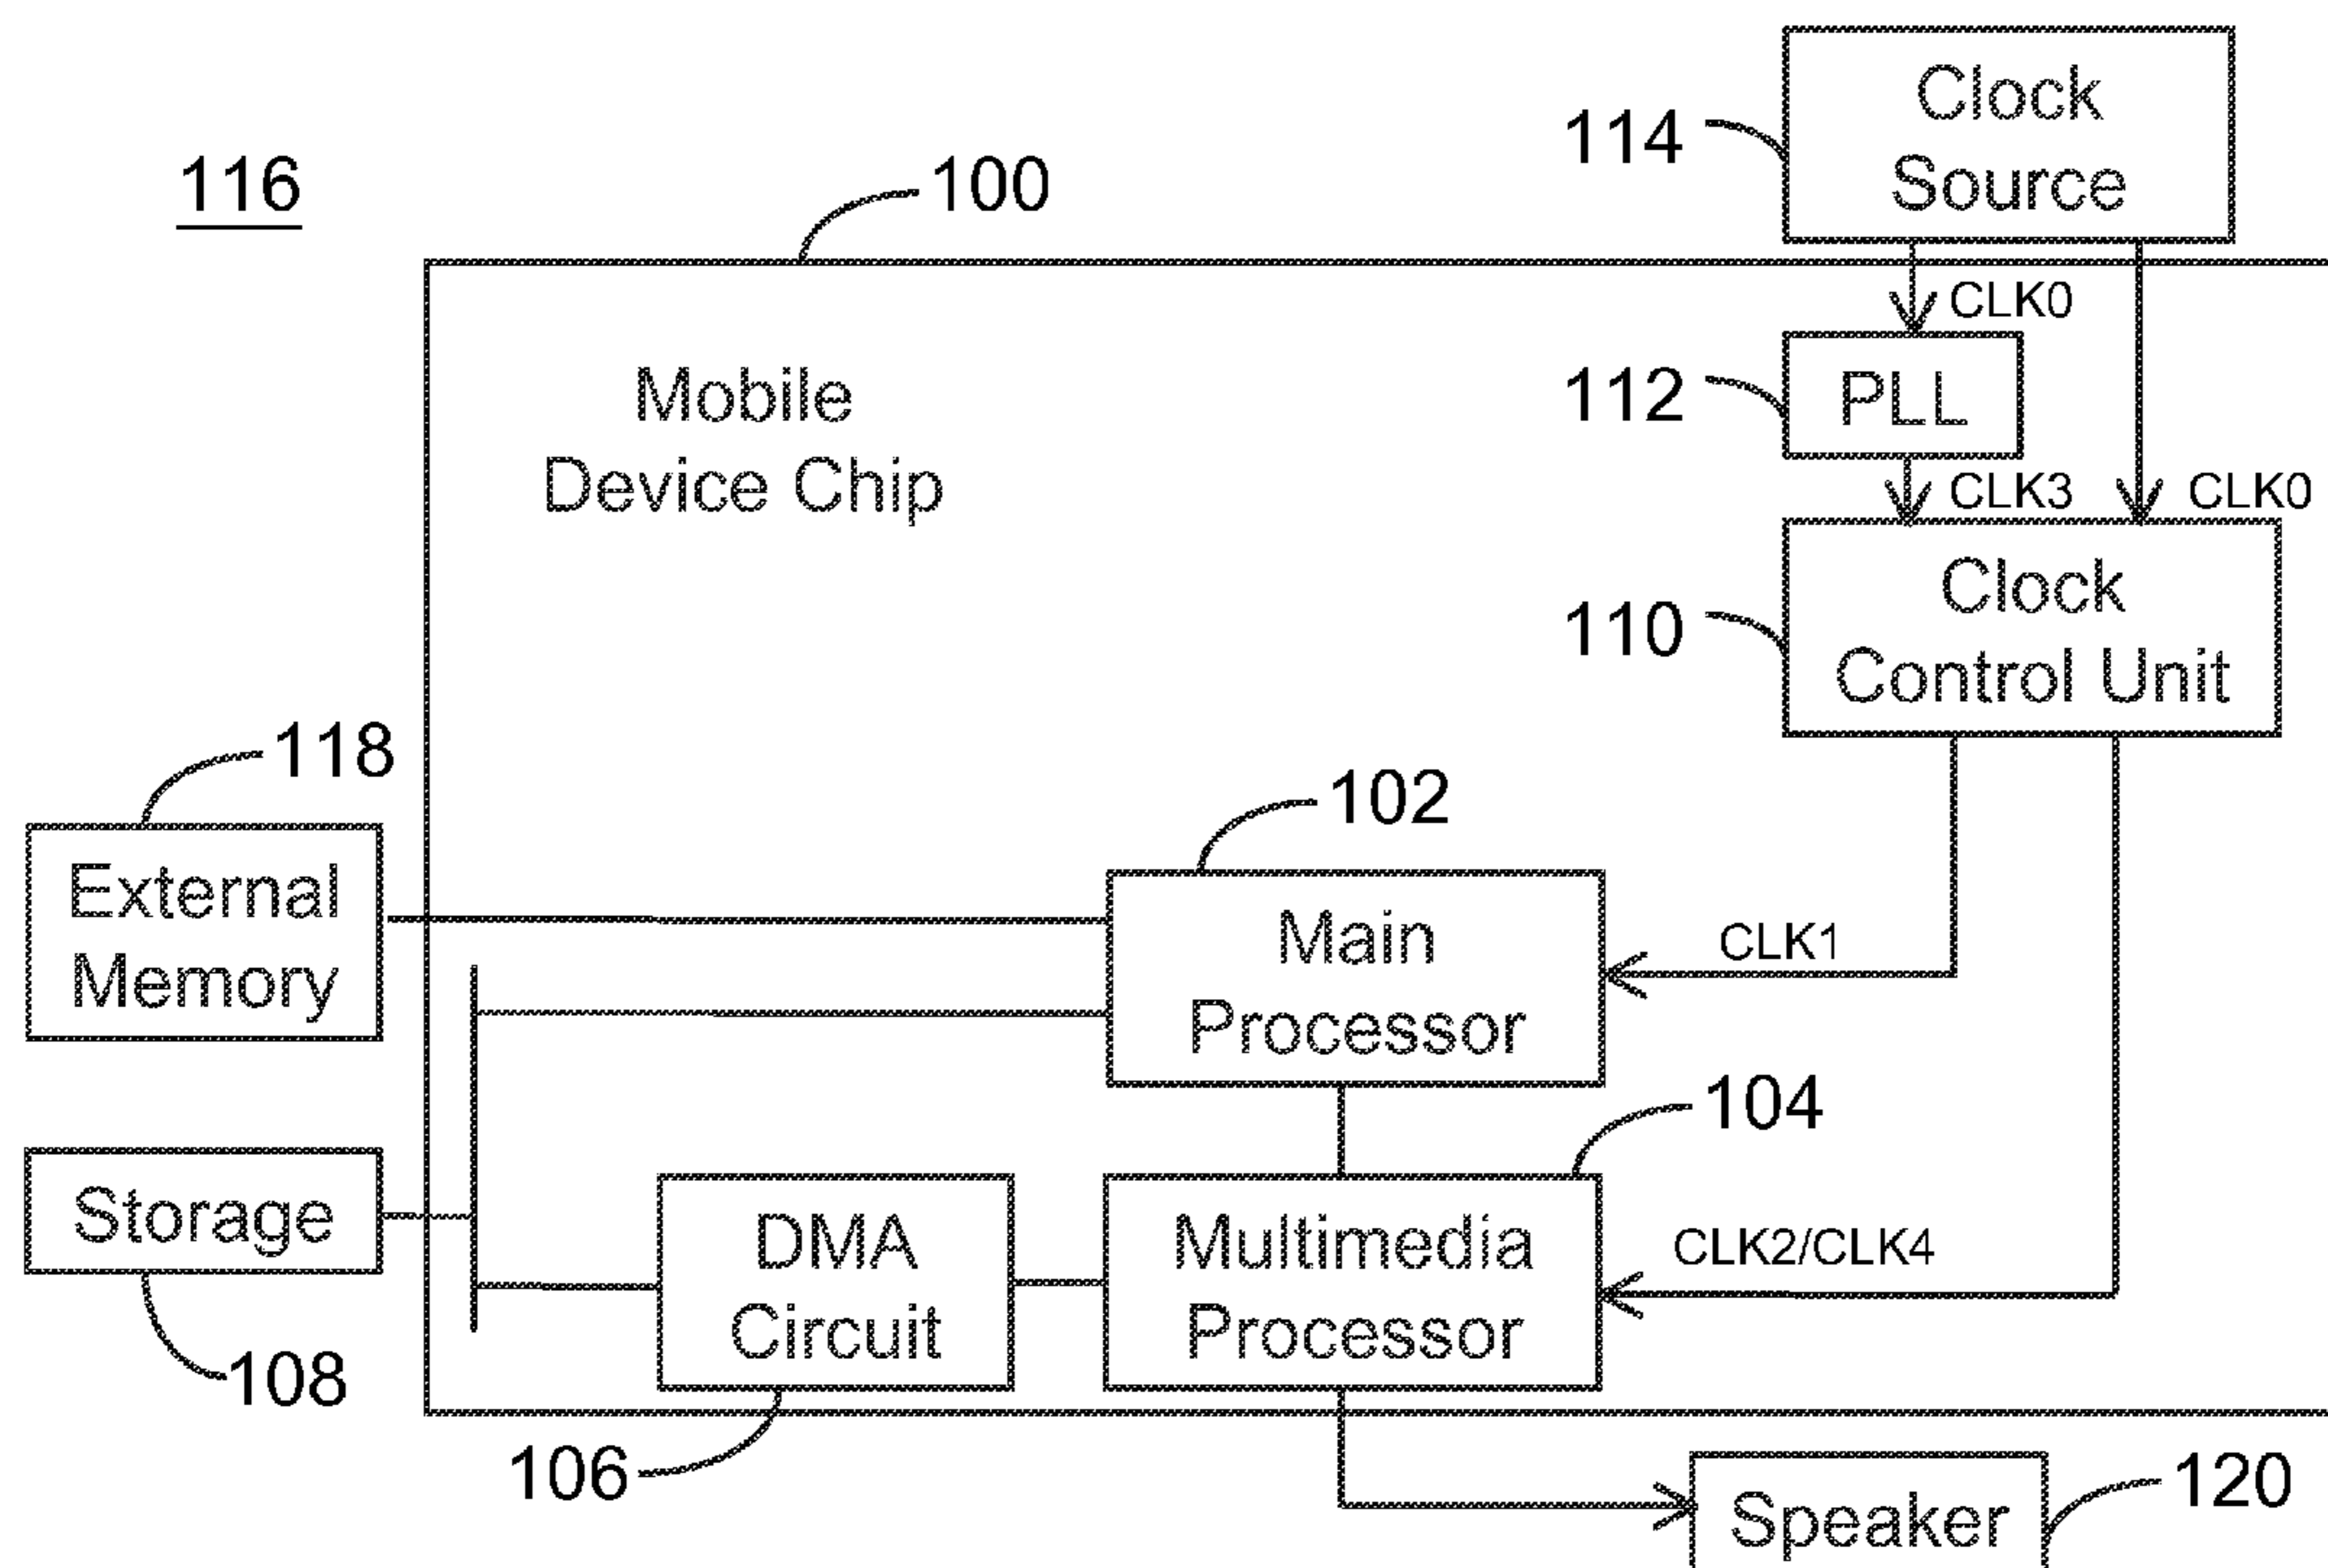 Clock
114
Source
116
100
CLK0
Mobile
Device Chip
112
PLL
CLK3
CLK0
Clock
110
Control Unit
118
102
External
Memory
Main
Processor
CLK1
104
Storage
DMA
Circuit
Multimedia
Processor
CLK2/CLK4
108
106
120
Speaker